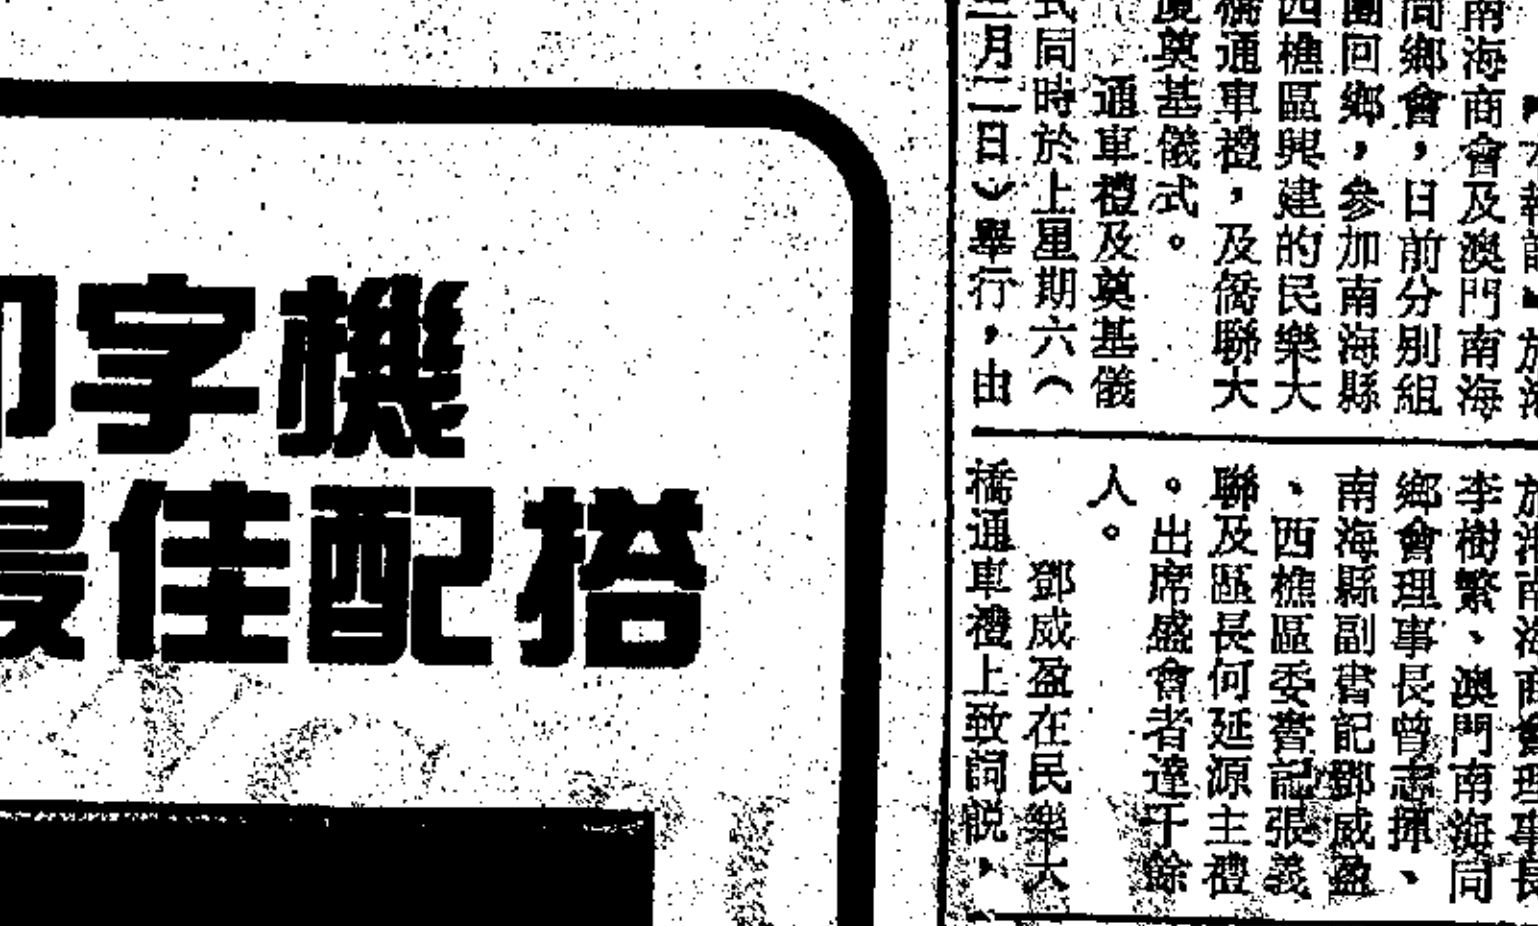 字機
最佳配搭
南海商會及澳門南海
同鄉會,日前分別組
團回鄉,參加南海縣
西樵區興建的民樂大
橋通車禮,及僑聯大
廈奠基儀式。
通車禮及奠基儀
式同時於上星期六(
三月二日)舉行,由
李樹繁、澳門南海同
鄉會理事長曾志揮、
南海縣副書記鄧威盈
、西樵區委書記張義
聯及區長何延源主禮
。出席盛會者達千餘
人。
鄧威盈在民樂大
橋通車禮上致詞說,